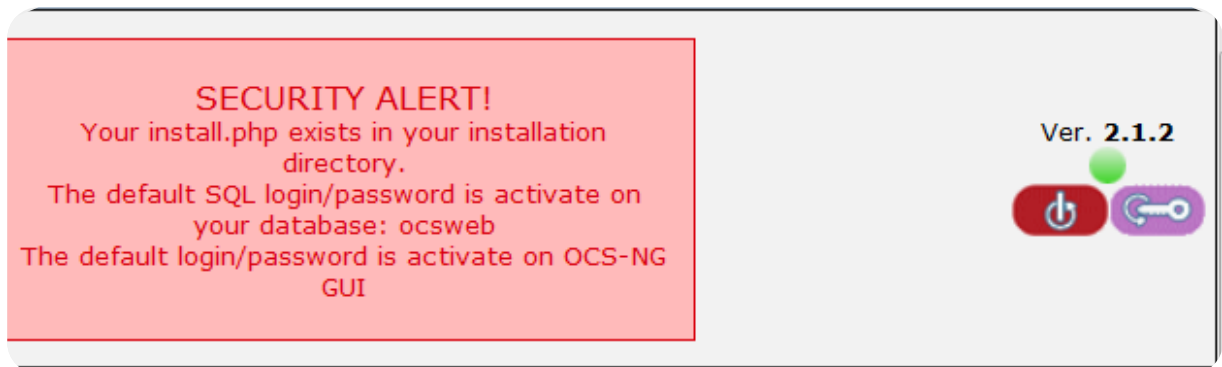 SECURITY ALERT!
Your install.php exists in your installation
directory.
The default SQL login/password is activate on
your database: ocsweb
The default login/password is activate on OCS-NG
GUI
Ver. 2.1.2